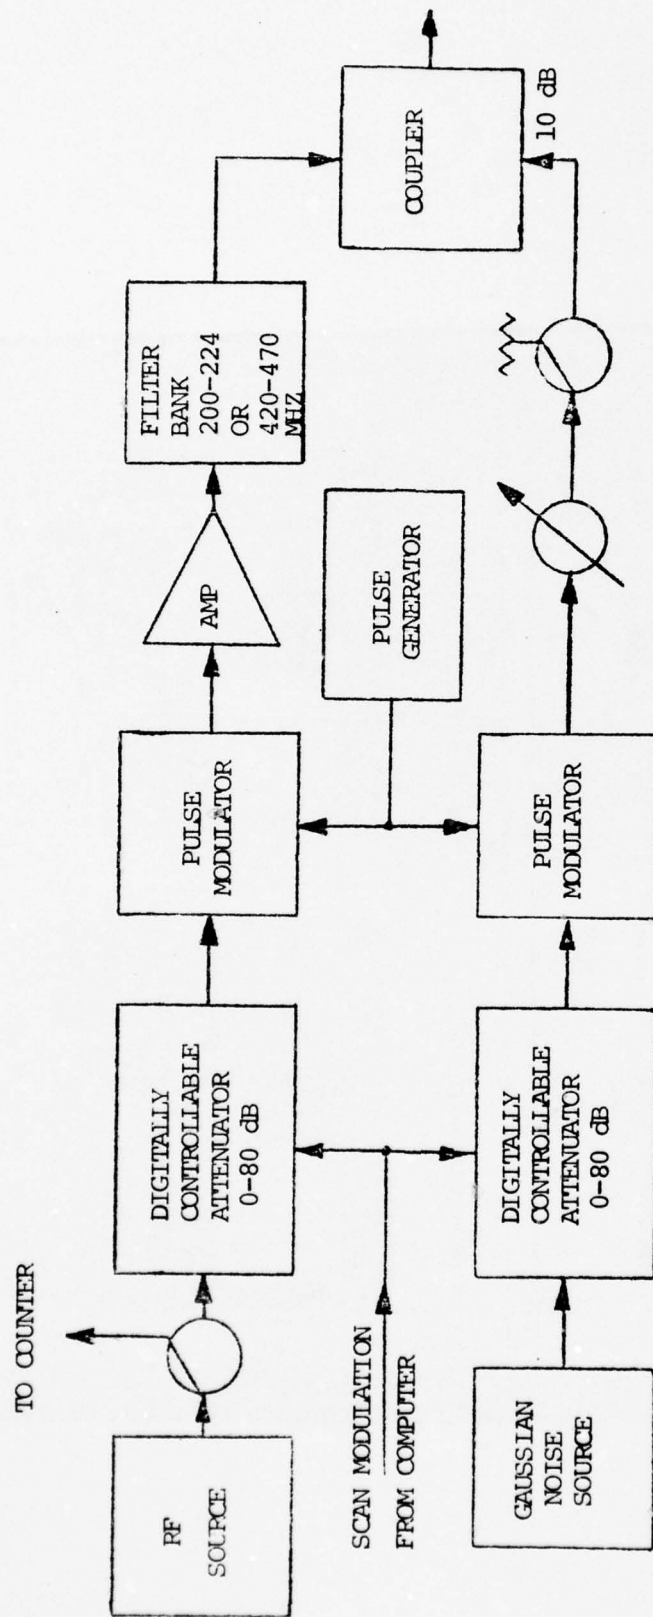 TO COUNTER
RF
SOURCE
DIGITALLY
CONTROLLABLE
ATTENUATOR
0-80 dB
PULSE
MODULATOR
AMP
FILTER
BANK
200-224
OR
420-470
MHZ
COUPLER
10 dB
SCAN MODULATION
FROM COMPUTER
PULSE
GENERATOR
GAUSSIAN
NOISE
SOURCE
DIGITALLY
CONTROLLABLE
ATTENUATOR
0-80 dB
PULSE
MODULATOR